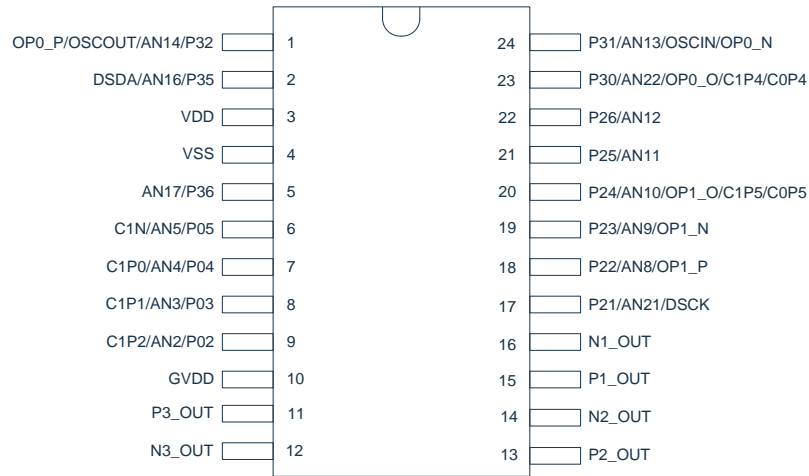 OP0_P/OSCOUT/AN14/P32 1 24 P31/AN13/OSCIN/OP0_N
DSDA/AN16/P35 2 23 P30/AN22/OP0_O/C1P4/C0P4
VDD 3 22 P26/AN12
VSS 4 21 P25/AN11
AN17/P36 5 20 P24/AN10/OP1_O/C1P5/C0P5
C1N/AN5/P05 6 19 P23/AN9/OP1_N
C1P0/AN4/P04 7 18 P22/AN8/OP1_P
C1P1/AN3/P03 8 17 P21/AN21/DSCK
C1P2/AN2/P02 9 16 N1_OUT
GVDD 10 15 P1_OUT
P3_OUT 11 14 N2_OUT
N3_OUT 12 13 P2_OUT